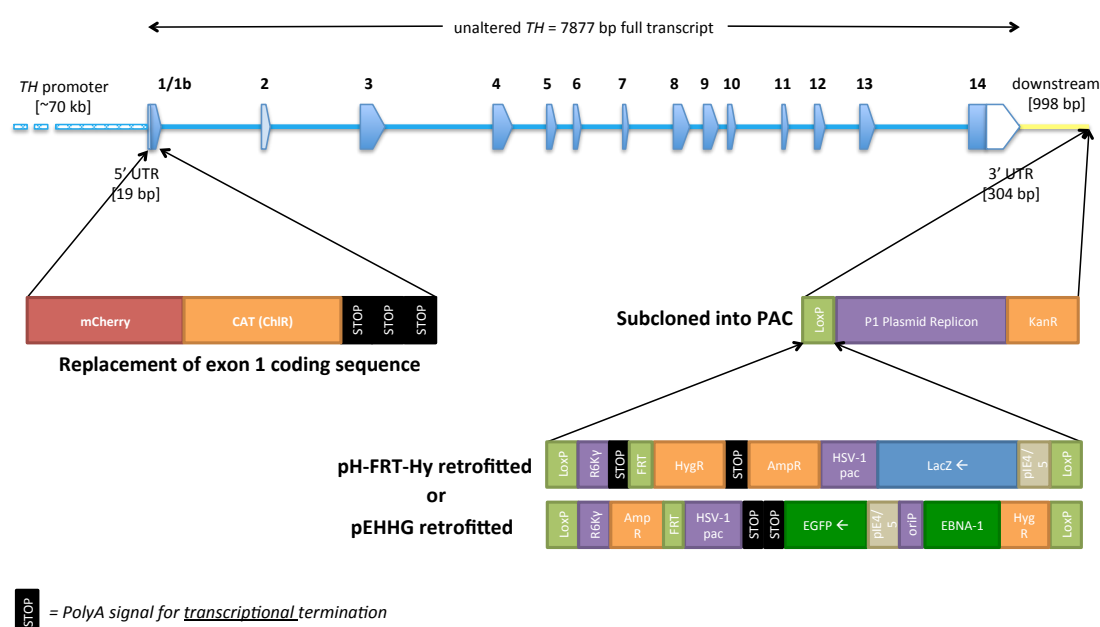 unaltered TH = 7877 bp full transcript
TH promoter
[~70 kb]
1/1b 2 3 4 5 6 7 8 9 10 11 12 13 14
downstream
[998 bp]
5' UTR
[19 bp]
3' UTR
[304 bp]
mCherry CAT (ChlR) STOP STOP STOP
Replacement of exon 1 coding sequence
Subcloned into PAC
LoxP P1 Plasmid Replicon KanR
pH-FRT-Hy retrofitted
LoxP R6Kγ STOP FRT HygR STOP AmpR HSV-1 pac LacZ ← pIE4/5 LoxP
or
pEHHG retrofitted
LoxP R6Kγ Amp R FRT HSV-1 pac STOP STOP EGFP ← pIE4/5 oriP EBNA-1 Hyg R LoxP
STOP = PolyA signal for transcriptional termination